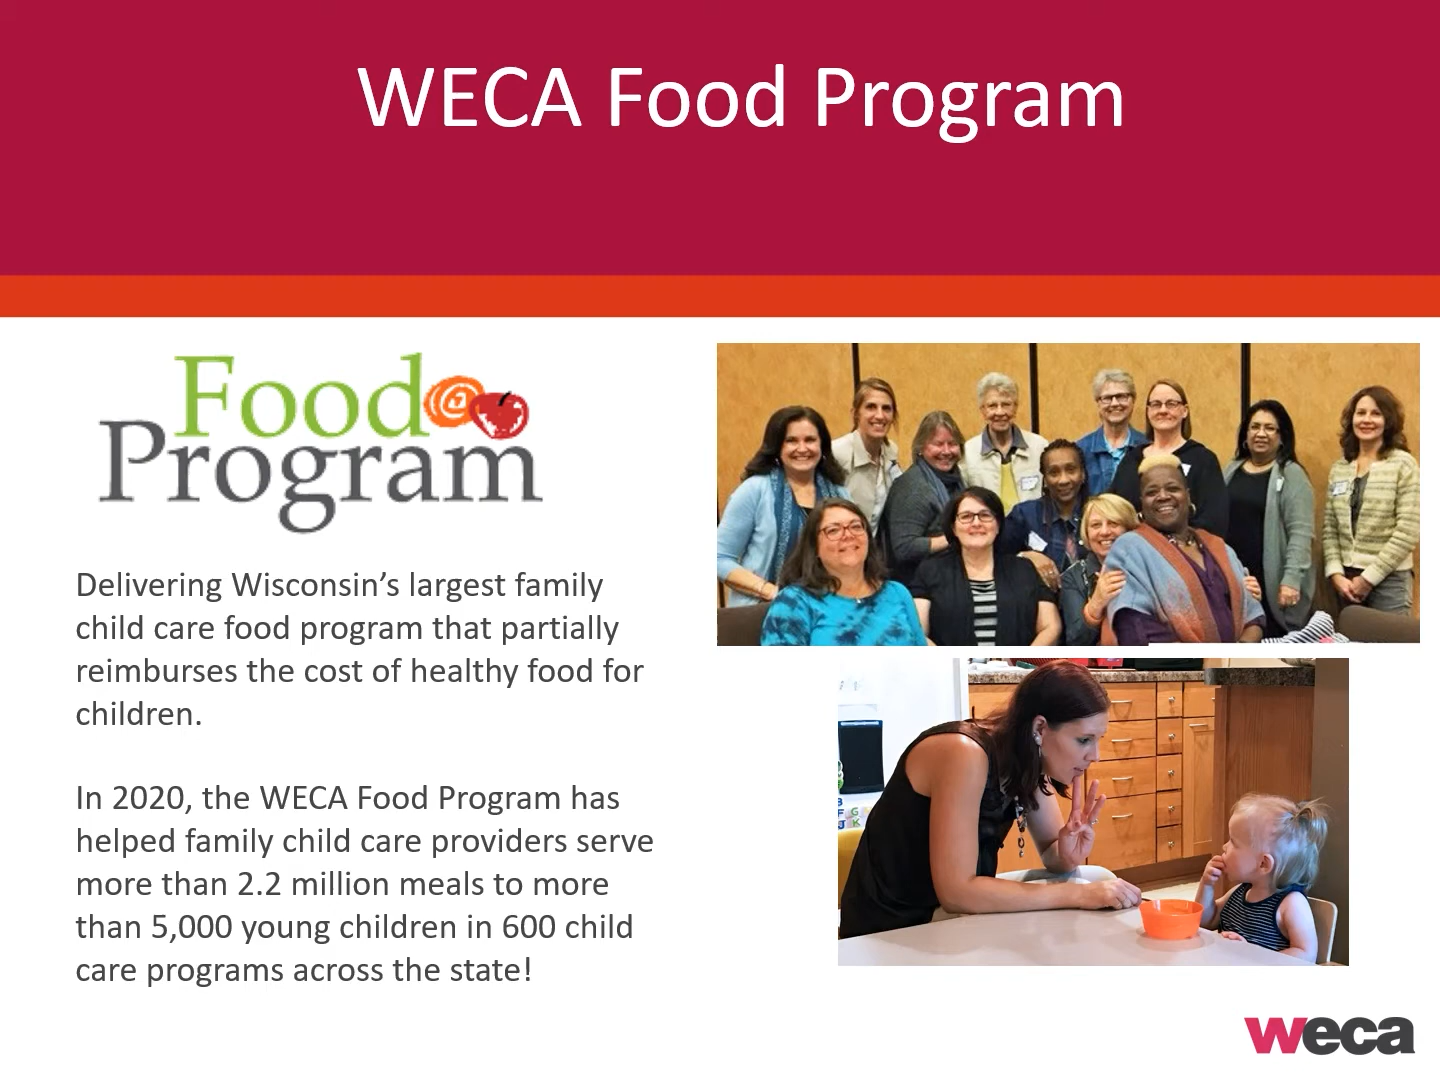 WECA Food Program
Food
Program
Delivering Wisconsin’s largest family
child care food program that partially
reimburses the cost of healthy food for
children.
In 2020, the WECA Food Program has
helped family child care providers serve
more than 2.2 million meals to more
than 5,000 young children in 600 child
care programs across the state!
weca